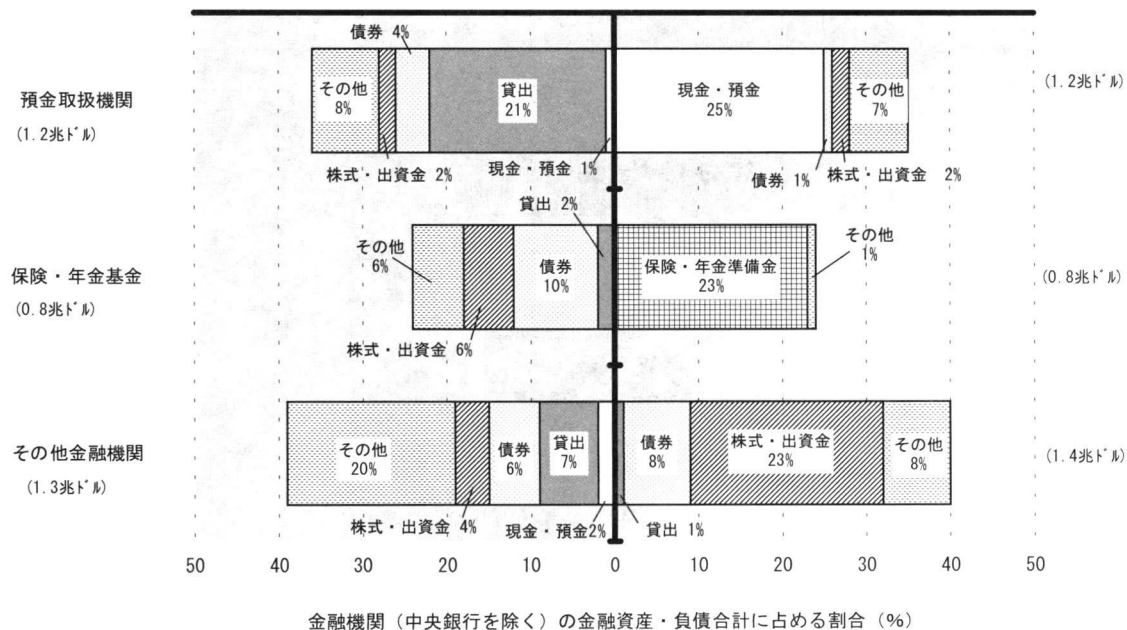 債券 4%
預金取扱機関
(1.2兆ﾄﾞﾙ)
その他
8%
貸出
21%
現金・預金
25%
その他
7%
(1.2兆ﾄﾞﾙ)
株式・出資金 2%
現金・預金 1%
債券 1%
株式・出資金 2%
貸出 2%
保険・年金基金
(0.8兆ﾄﾞﾙ)
その他
6%
債券
10%
保険・年金準備金
23%
その他
1%
(0.8兆ﾄﾞﾙ)
株式・出資金 6%
その他金融機関
(1.3兆ﾄﾞﾙ)
その他
20%
債券
6%
貸出
7%
債券
8%
株式・出資金
23%
その他
8%
(1.4兆ﾄﾞﾙ)
株式・出資金 4%
現金・預金2%
貸出 1%
50 40 30 20 10 0 10 20 30 40 50
金融機関（中央銀行を除く）の金融資産・負債合計に占める割合（%）